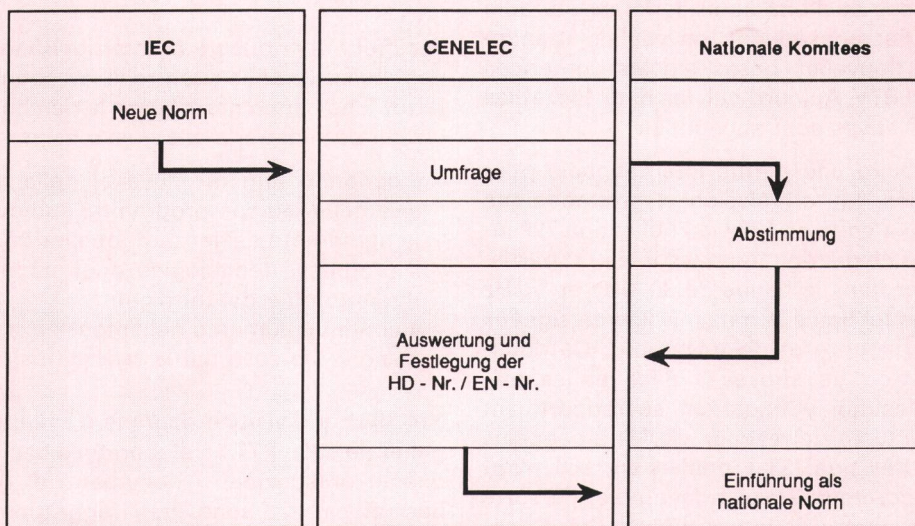 IEC
CENELEC
Nationale Komitees
Neue Norm
Umfrage
Abstimmung
Auswertung und
Festlegung der
HD - Nr. / EN - Nr.
Einführung als
nationale Norm